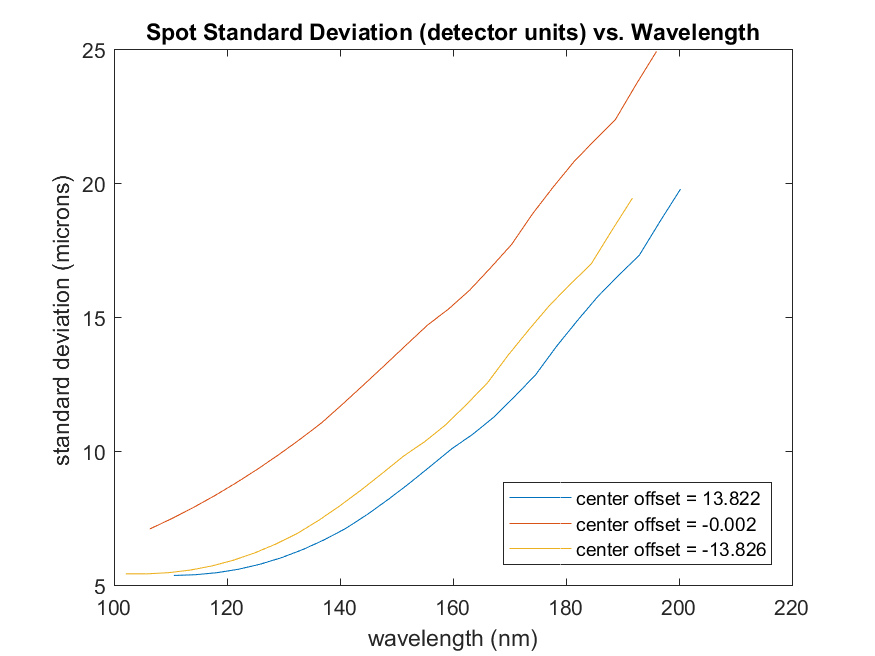 Spot Standard Deviation (detector units) vs. Wavelength
25
20
15
10
5
standard deviation (microns)
center offset = 13.822
center offset = -0.002
center offset = -13.826
100 120 140 160 180 200 220
wavelength (nm)